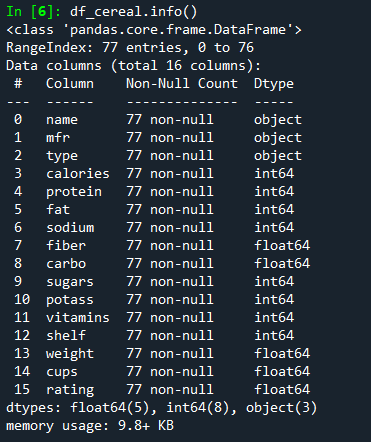 In [6]: df_cereal.info()
<class 'pandas.core.frame.DataFrame'>
RangeIndex: 77 entries, 0 to 76
Data columns (total 16 columns):
 #   Column    Non-Null Count  Dtype
---  ------    --------------  -----
 0   name      77 non-null     object
 1   mfr       77 non-null     object
 2   type      77 non-null     object
 3   calories  77 non-null     int64
 4   protein   77 non-null     int64
 5   fat       77 non-null     int64
 6   sodium    77 non-null     int64
 7   fiber     77 non-null     float64
 8   carbo     77 non-null     float64
 9   sugars    77 non-null     int64
 10  potass    77 non-null     int64
 11  vitamins  77 non-null     int64
 12  shelf     77 non-null     int64
 13  weight    77 non-null     float64
 14  cups      77 non-null     float64
 15  rating    77 non-null     float64
dtypes: float64(5), int64(8), object(3)
memory usage: 9.8+ KB